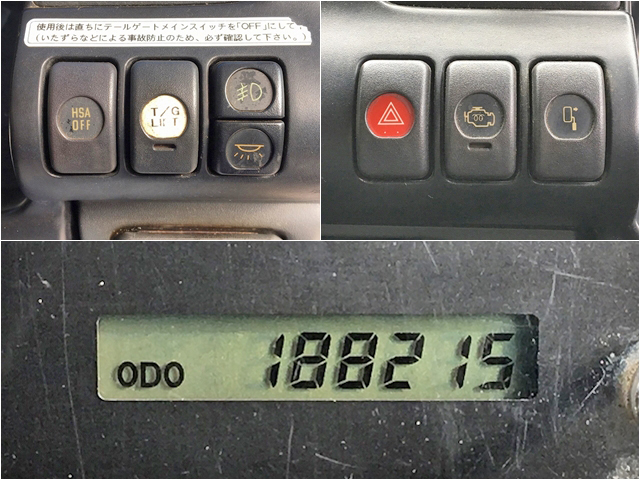 使用後は直ちにテールゲートメインスイッチを「OFF」にして下
(いたずらなどによる事故防止のため、必ず確認して下さい。)
HSA
OFF
T/G
LIFT
ODO 188215